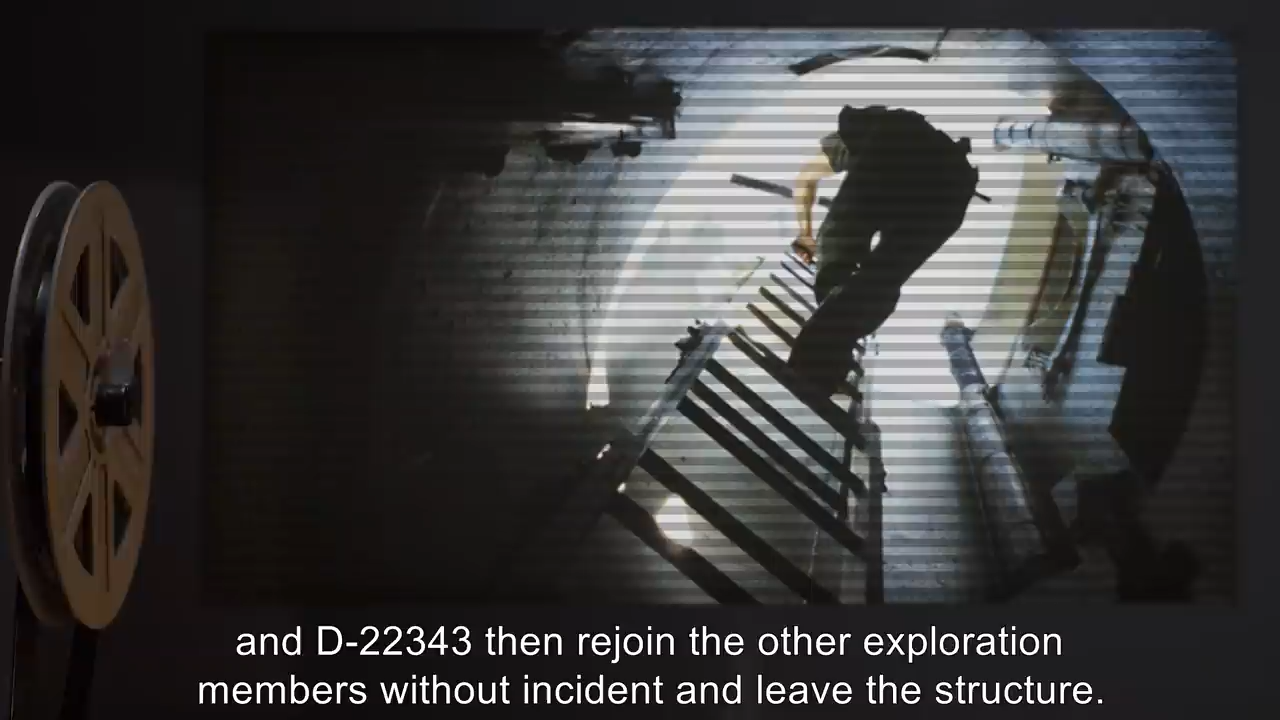 and D-22343 then rejoin the other exploration
members without incident and leave the structure.